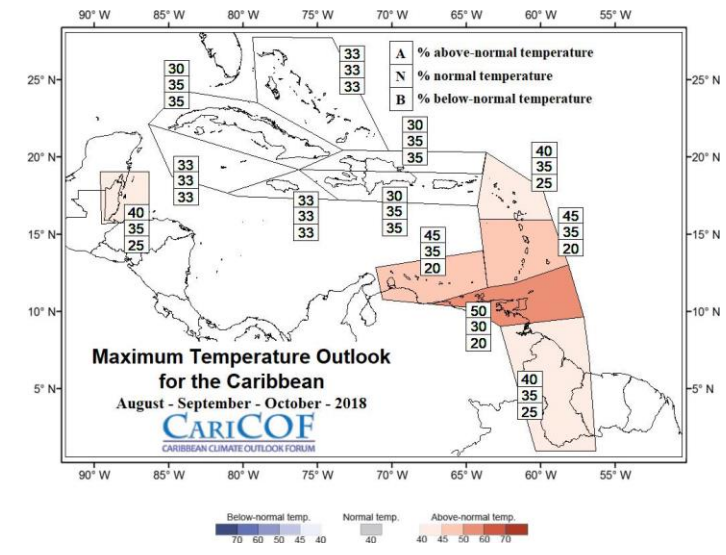 90° W 85° W 80° W 75° W 70° W 65° W 60° W 55° W
A % above-normal temperature
N % normal temperature
B % below-normal temperature
25° N
25° N
20° N
20° N
15° N
15° N
10° N
10° N
5° N
5° N
33
33
33
30
35
35
30
35
35
33
33
33
40
35
25
40
35
25
33
33
33
30
35
35
45
35
20
45
35
20
50
30
20
40
35
25
Maximum Temperature Outlook
for the Caribbean
August - September - October - 2018
CARICOF
CARIBBEAN CLIMATE OUTLOOK FORUM
90° W 85° W 80° W 75° W 70° W 65° W 60° W 55° W
Below-normal temp. Normal temp. Above-normal temp.
70 60 50 45 40 40 40 45 50 60 70